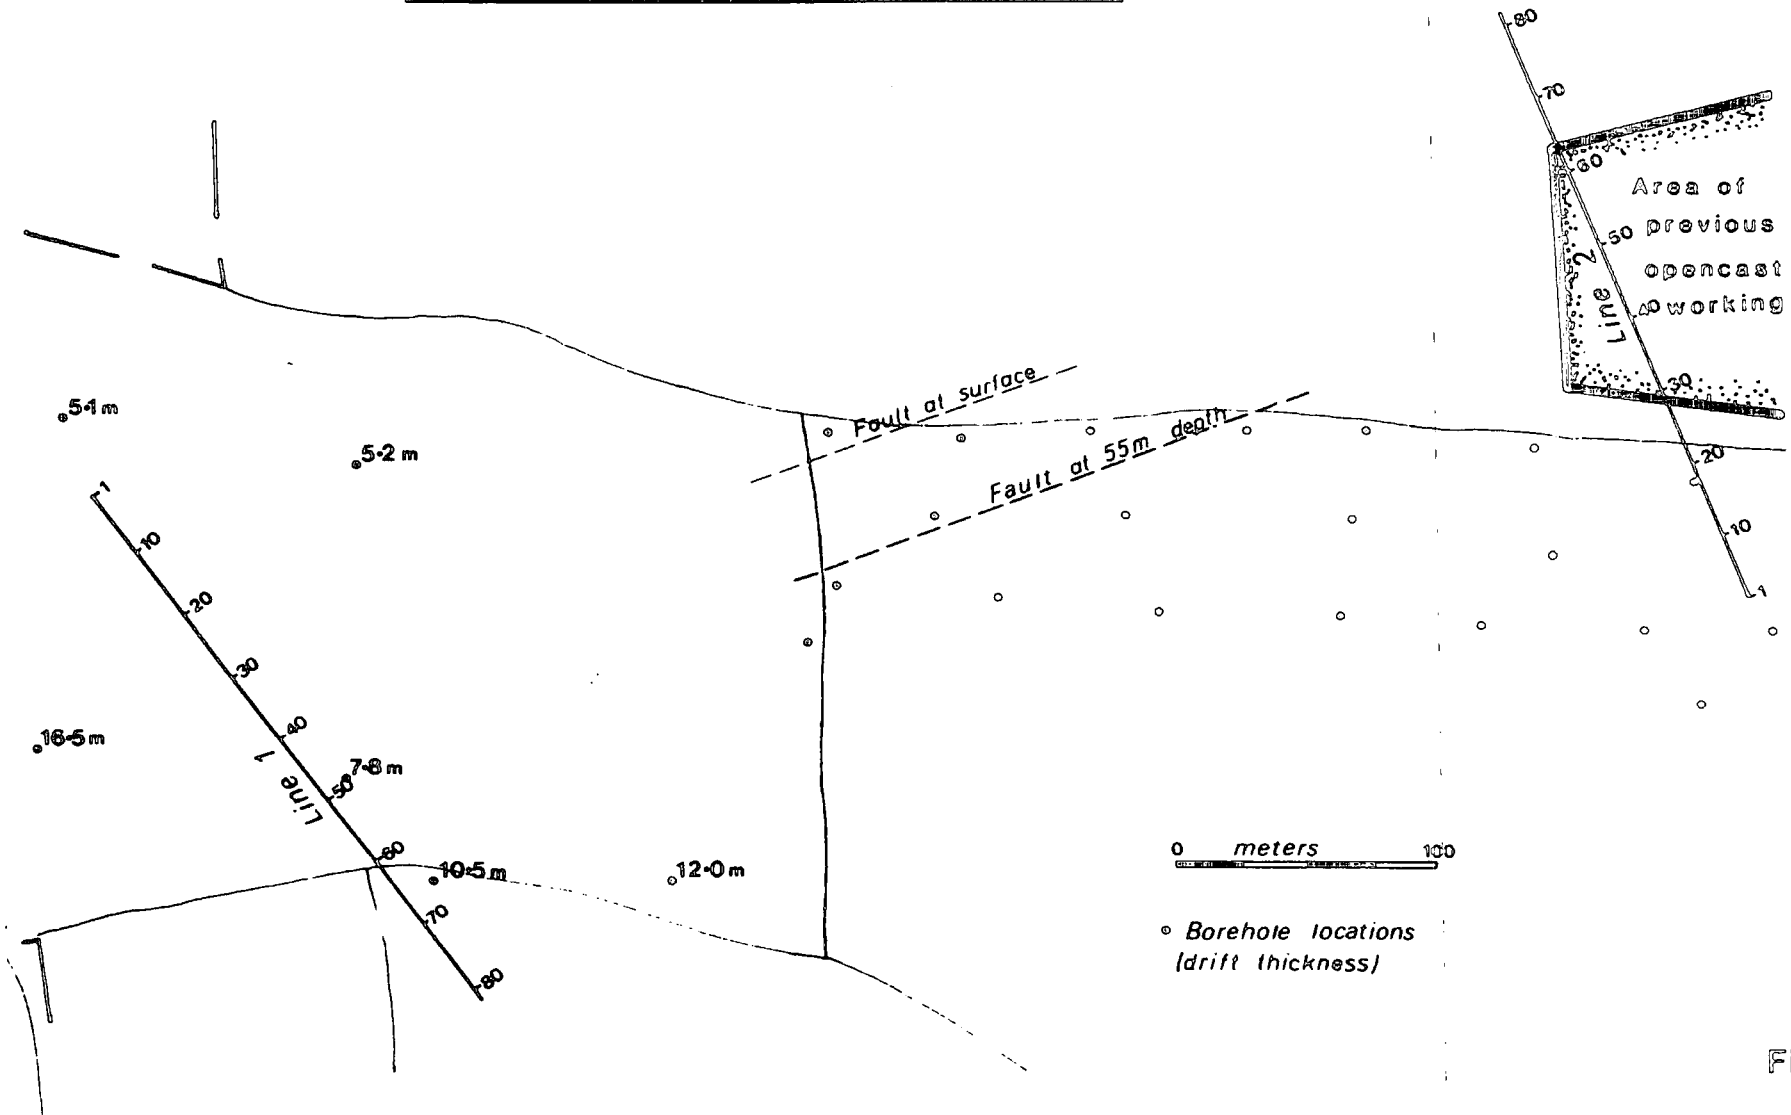 80
70
60
Area of
50 previous
opencast
40 working
Line 2
30
20
10
1
Fault at surface
Fault at 55m depth
5·1 m
5·2 m
1
10
20
30
40
16·5 m
Line 1
7·8 m
50
60
10·5 m
12·0 m
70
80
0 meters 100
Borehole locations
(drift thickness)